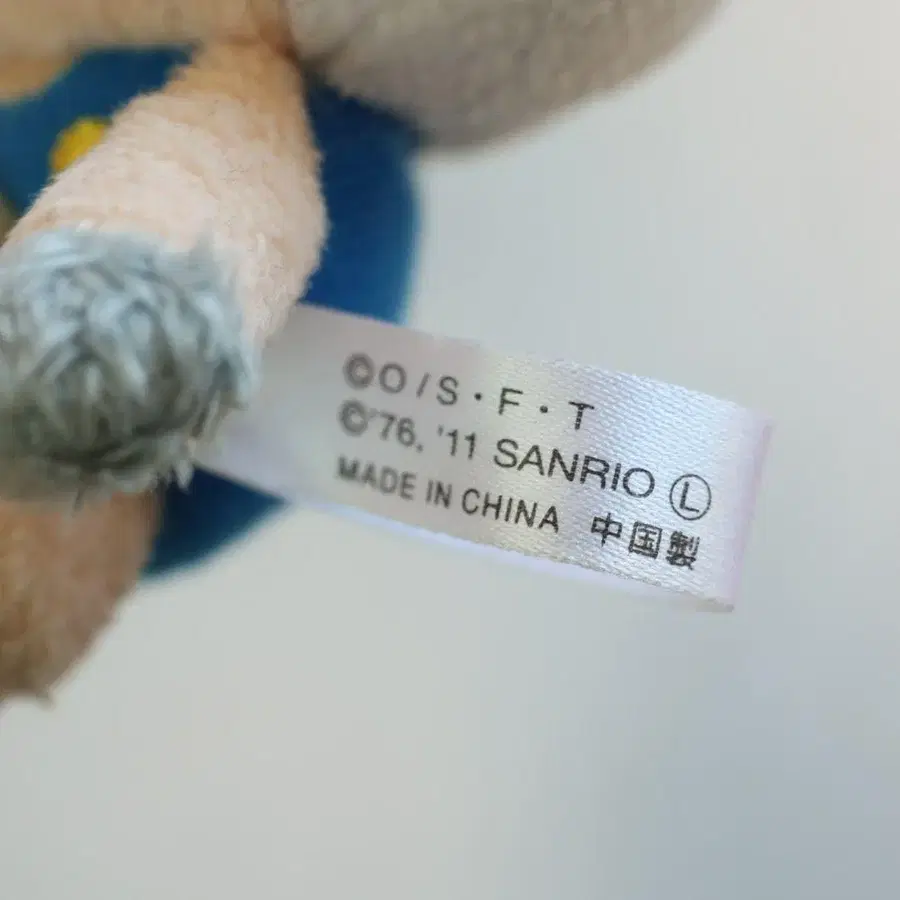 ©O/S・F・T
©'76, '11 SANRIO Ⓛ
MADE IN CHINA 中国製